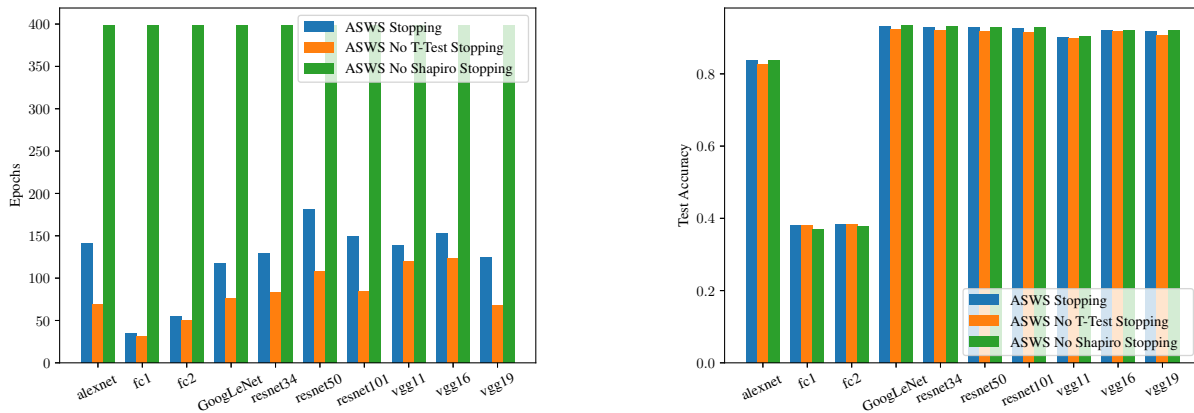 400
350
300
250
200
150
100
50
0
Epochs
ASWS Stopping
ASWS No T-Test Stopping
ASWS No Shapiro Stopping
alexnet
fc1
fc2
GoogLeNet
resnet34
resnet50
resnet101
vgg11
vgg16
vgg19
0.8
0.6
0.4
0.2
0.0
Test Accuracy
ASWS Stopping
ASWS No T-Test Stopping
ASWS No Shapiro Stopping
alexnet
fc1
fc2
GoogLeNet
resnet34
resnet50
resnet101
vgg11
vgg16
vgg19